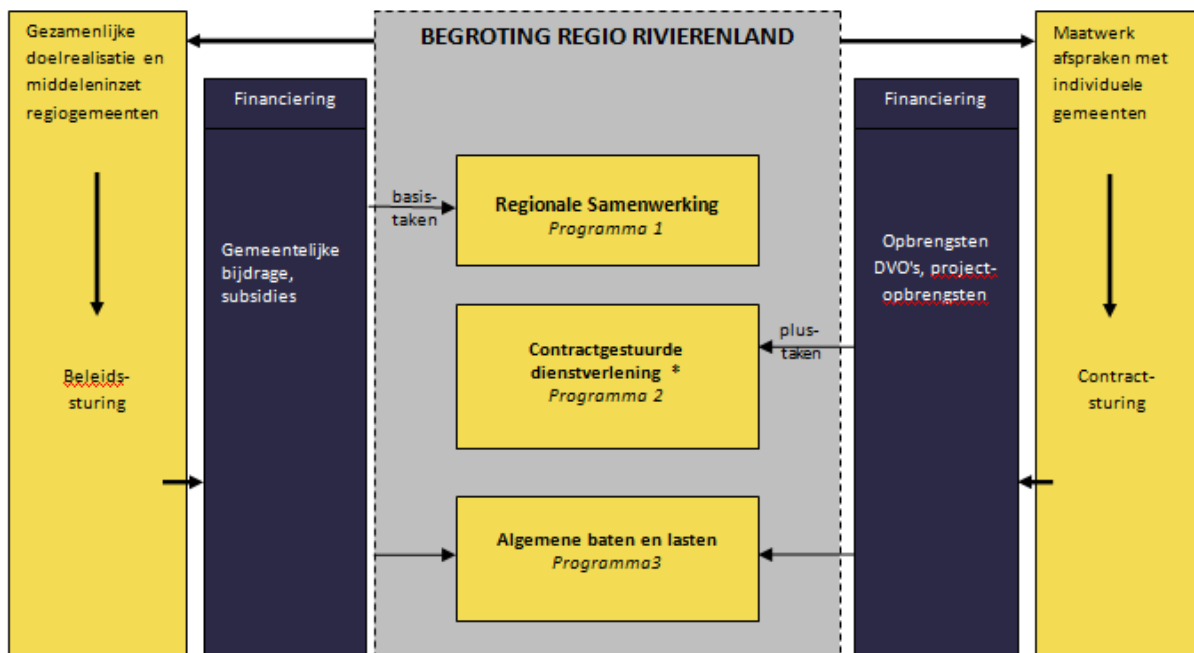 BEGROTING REGIO RIVIERENLAND
Gezamenlijke
doelrealisatie en
middeleninzet
regiogemeenten
Beleids-
sturing
Financiering
Gemeentelijke
bijdrage,
subsidies
basis-
taken
Regionale Samenwerking
Programma 1
Contractgestuurde
dienstverlening *
Programma 2
Algemene baten en lasten
Programma3
plus-
taken
Financiering
Opbrengsten
DVO's, project-
opbrengsten
Maatwerk
afspraken met
individuele
gemeenten
Contract-
sturing